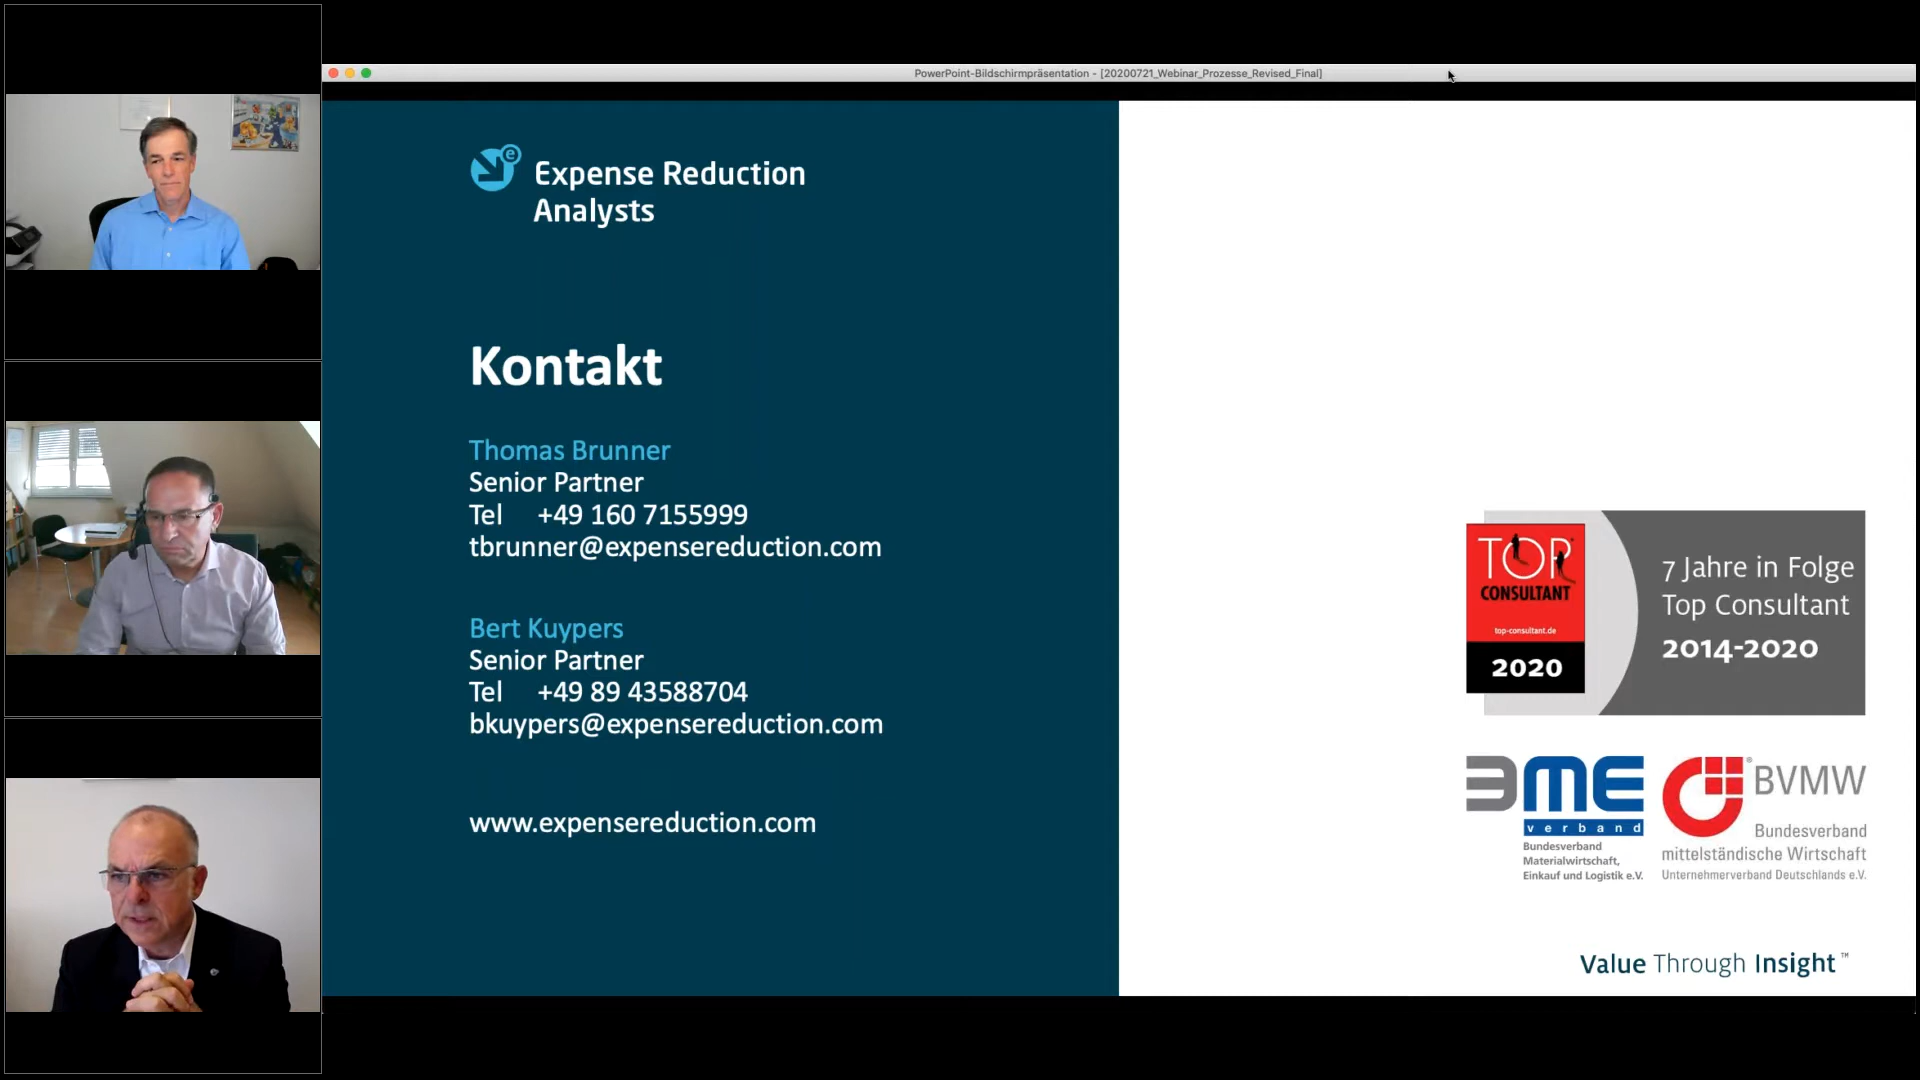 PowerPoint-Bildschirmpräsentation - [20200721_Webinar_Prozesse_Revised_Final]
e
Expense Reduction
Analysts
Kontakt
Thomas Brunner
Senior Partner
Tel +49 160 7155999
tbrunner@expensereduction.com
Bert Kuypers
Senior Partner
Tel +49 89 43588704
bkuypers@expensereduction.com
www.expensereduction.com
TOP
CONSULTANT
top-consultant.de
2020
7 Jahre in Folge
Top Consultant
2014-2020
BME
verband
Bundesverband
Materialwirtschaft,
Einkauf und Logistik e.V.
BVMW
Bundesverband
mittelständische Wirtschaft
Unternehmerverband Deutschlands e.V.
Value Through Insight™